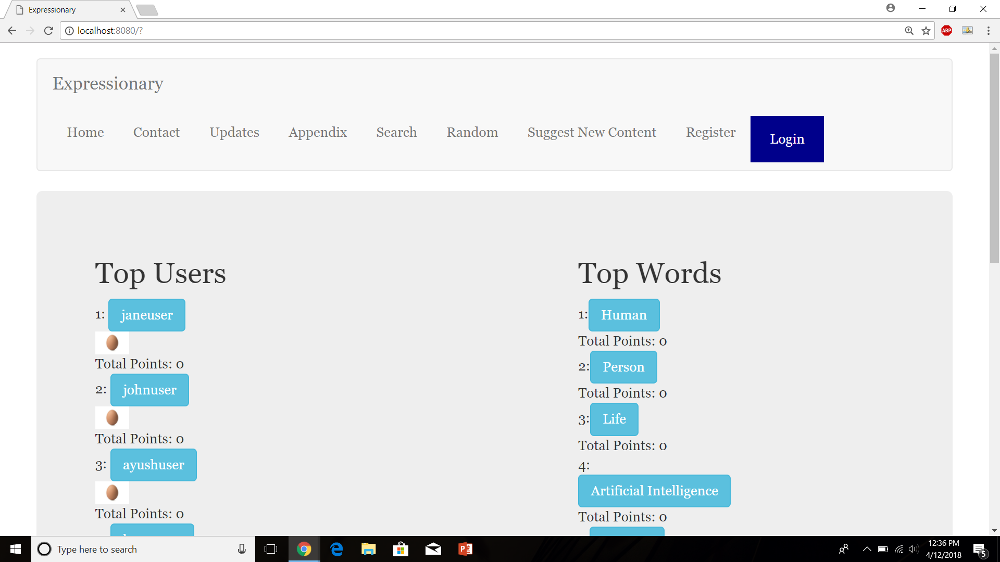 Expressionary
localhost:8080/?
ABP
Expressionary
Home Contact Updates Appendix Search Random Suggest New Content Register Login
Top Users
1: janeuser
Total Points: 0
2: johnuser
Total Points: 0
3: ayushuser
Total Points: 0
Top Words
1: Human
Total Points: 0
2: Person
Total Points: 0
3: Life
Total Points: 0
4:
Artificial Intelligence
Total Points: 0
Type here to search
12:36 PM
4/12/2018
5